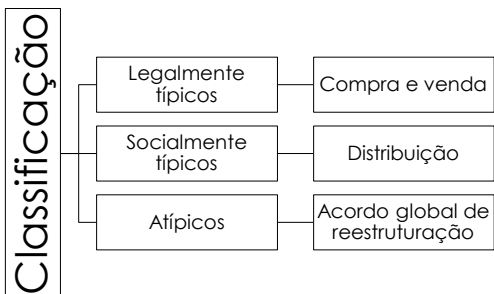 Classificação
Legalmente
típicos
Compra e venda
Socialmente
típicos
Distribuição
Atípicos
Acordo global de
reestruturação